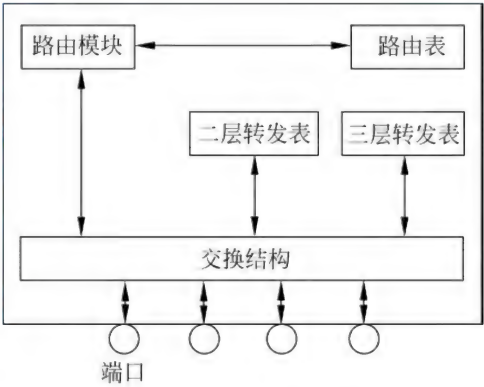 路由模块
路由表
二层转发表
三层转发表
交换结构
端口